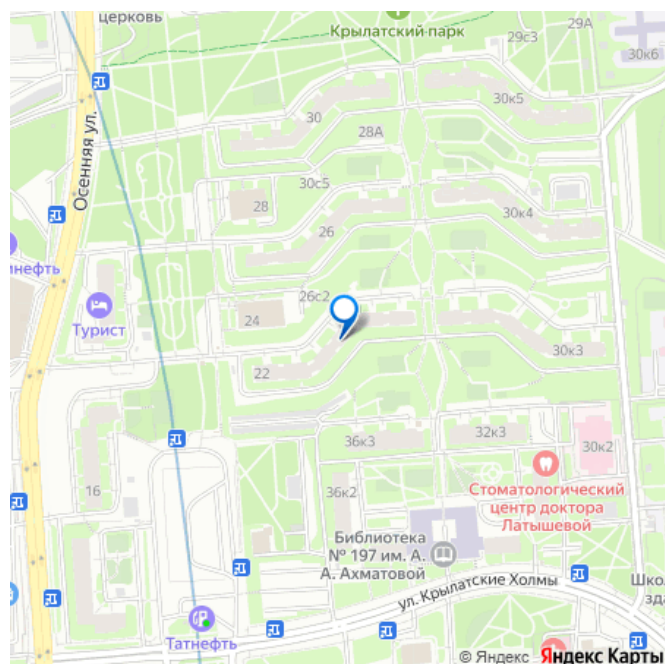 церковь
Крылатский парк
29с3
29А
30к6
30к5
30
28А
Осенняя ул.
30с5
28
30к4
26
инефть
26с2
Турист
24
22
30к3
36к3
32к3
30к2
16
36к2
Стоматологический
центр доктора
Латышевой
Библиотека
№ 197 им. А.
А. Ахматовой
ул. Крылатские Холмы
Шко
зда
Татнефть
© Яндекс Яндекс Карты